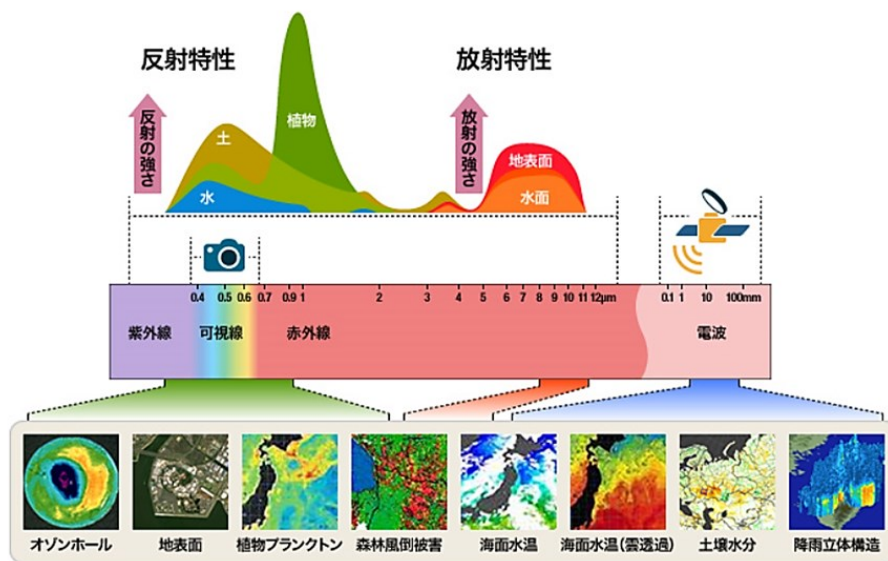 反射特性
放射特性
反射の強さ
土
植物
水
放射の強さ
地表面
水面
0.4 0.5 0.6 0.7 0.9 1 2 3 4 5 6 7 8 9 10 11 12μm 0.1 1 10 100mm
紫外線 可視線 赤外線 電波
オゾンホール 地表面 植物プランクトン 森林風倒被害 海面水温 海面水温(雲透過) 土壌水分 降雨立体構造